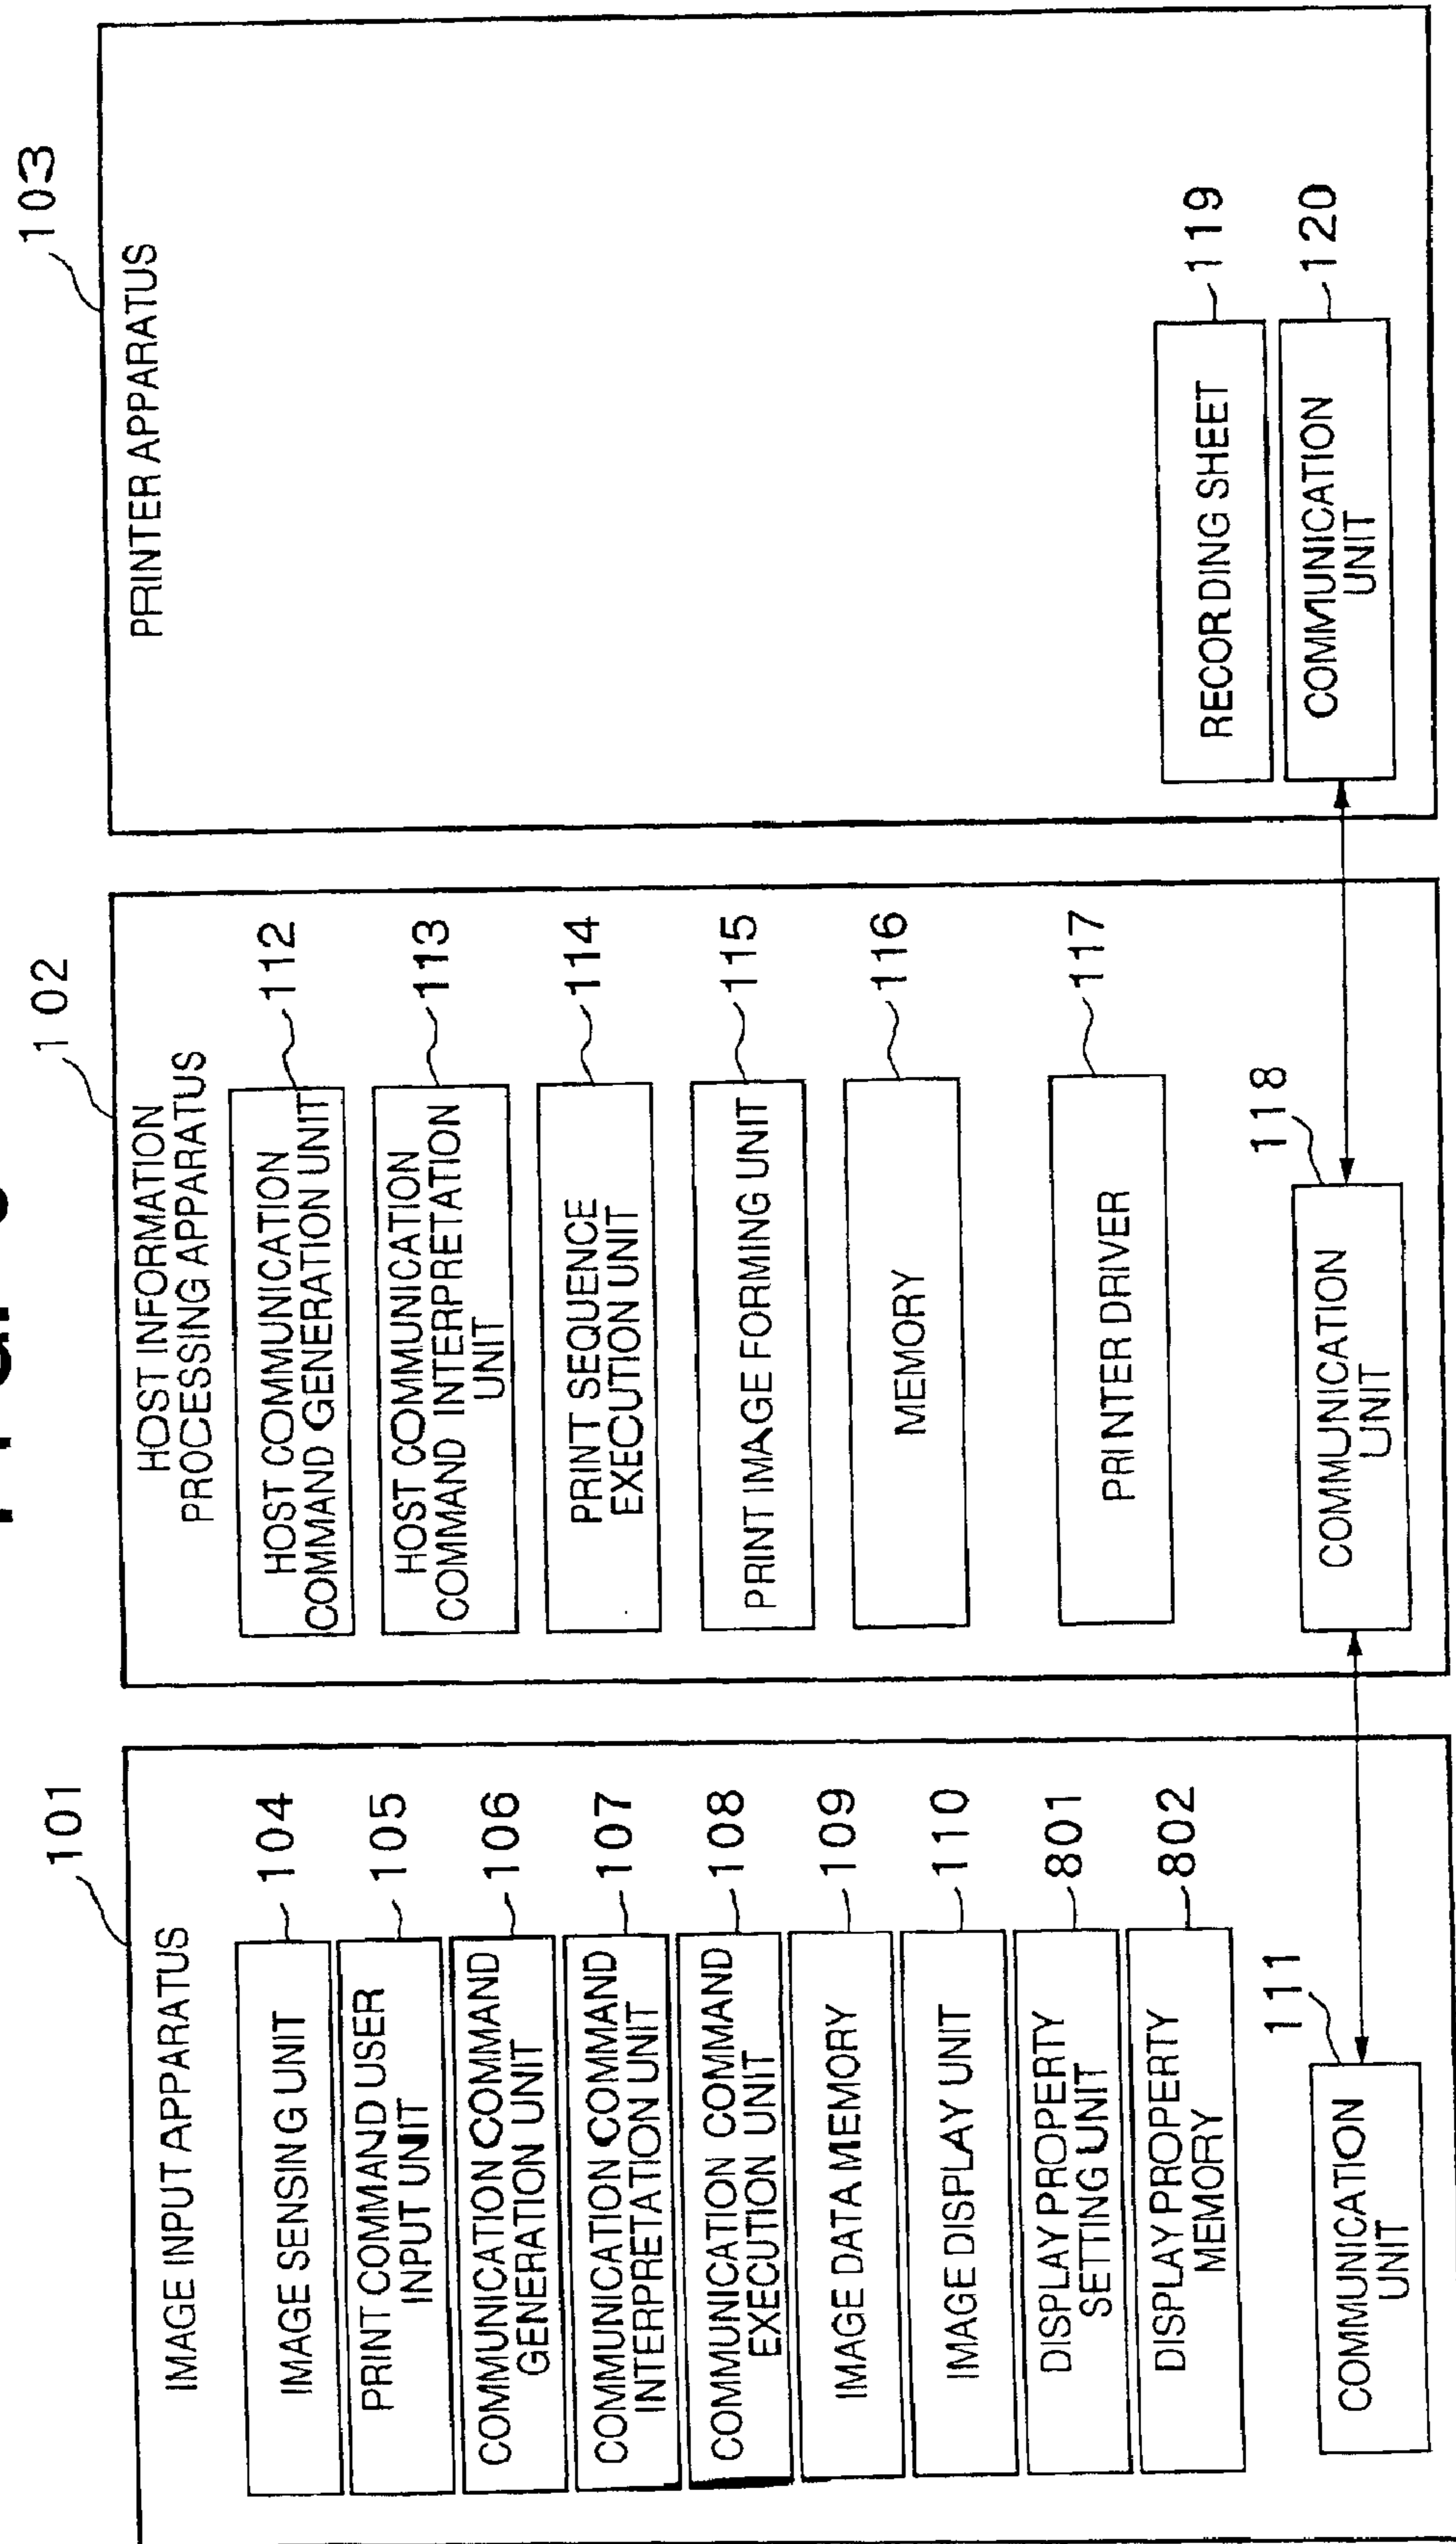 101
IMAGE INPUT APPARATUS
IMAGE SENSING UNIT
104
PRINT COMMAND USER
INPUT UNIT
105
COMMUNICATION COMMAND
GENERATION UNIT
106
COMMUNICATION COMMAND
INTERPRETATION UNIT
107
COMMUNICATION COMMAND
EXECUTION UNIT
108
IMAGE DATA MEMORY
109
IMAGE DISPLAY UNIT
110
DISPLAY PROPERTY
SETTING UNIT
801
DISPLAY PROPERTY
MEMORY
802
111
COMMUNICATION
UNIT
102
HOST INFORMATION
PROCESSING APPARATUS
HOST COMMUNICATION
COMMAND GENERATION UNIT
112
HOST COMMUNICATION
COMMAND INTERPRETATION
UNIT
113
PRINT SEQUENCE
EXECUTION UNIT
114
PRINT IMAGE FORMING UNIT
115
MEMORY
116
PRINTER DRIVER
117
118
COMMUNICATION
UNIT
103
PRINTER APPARATUS
RECORDING SHEET
119
COMMUNICATION
UNIT
120